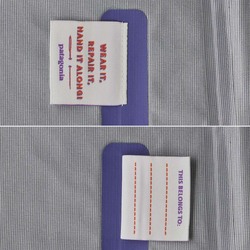 WEAR IT.
REPAIR IT.
HAND IT ALONG!
patagonia
THIS BELONGS TO: